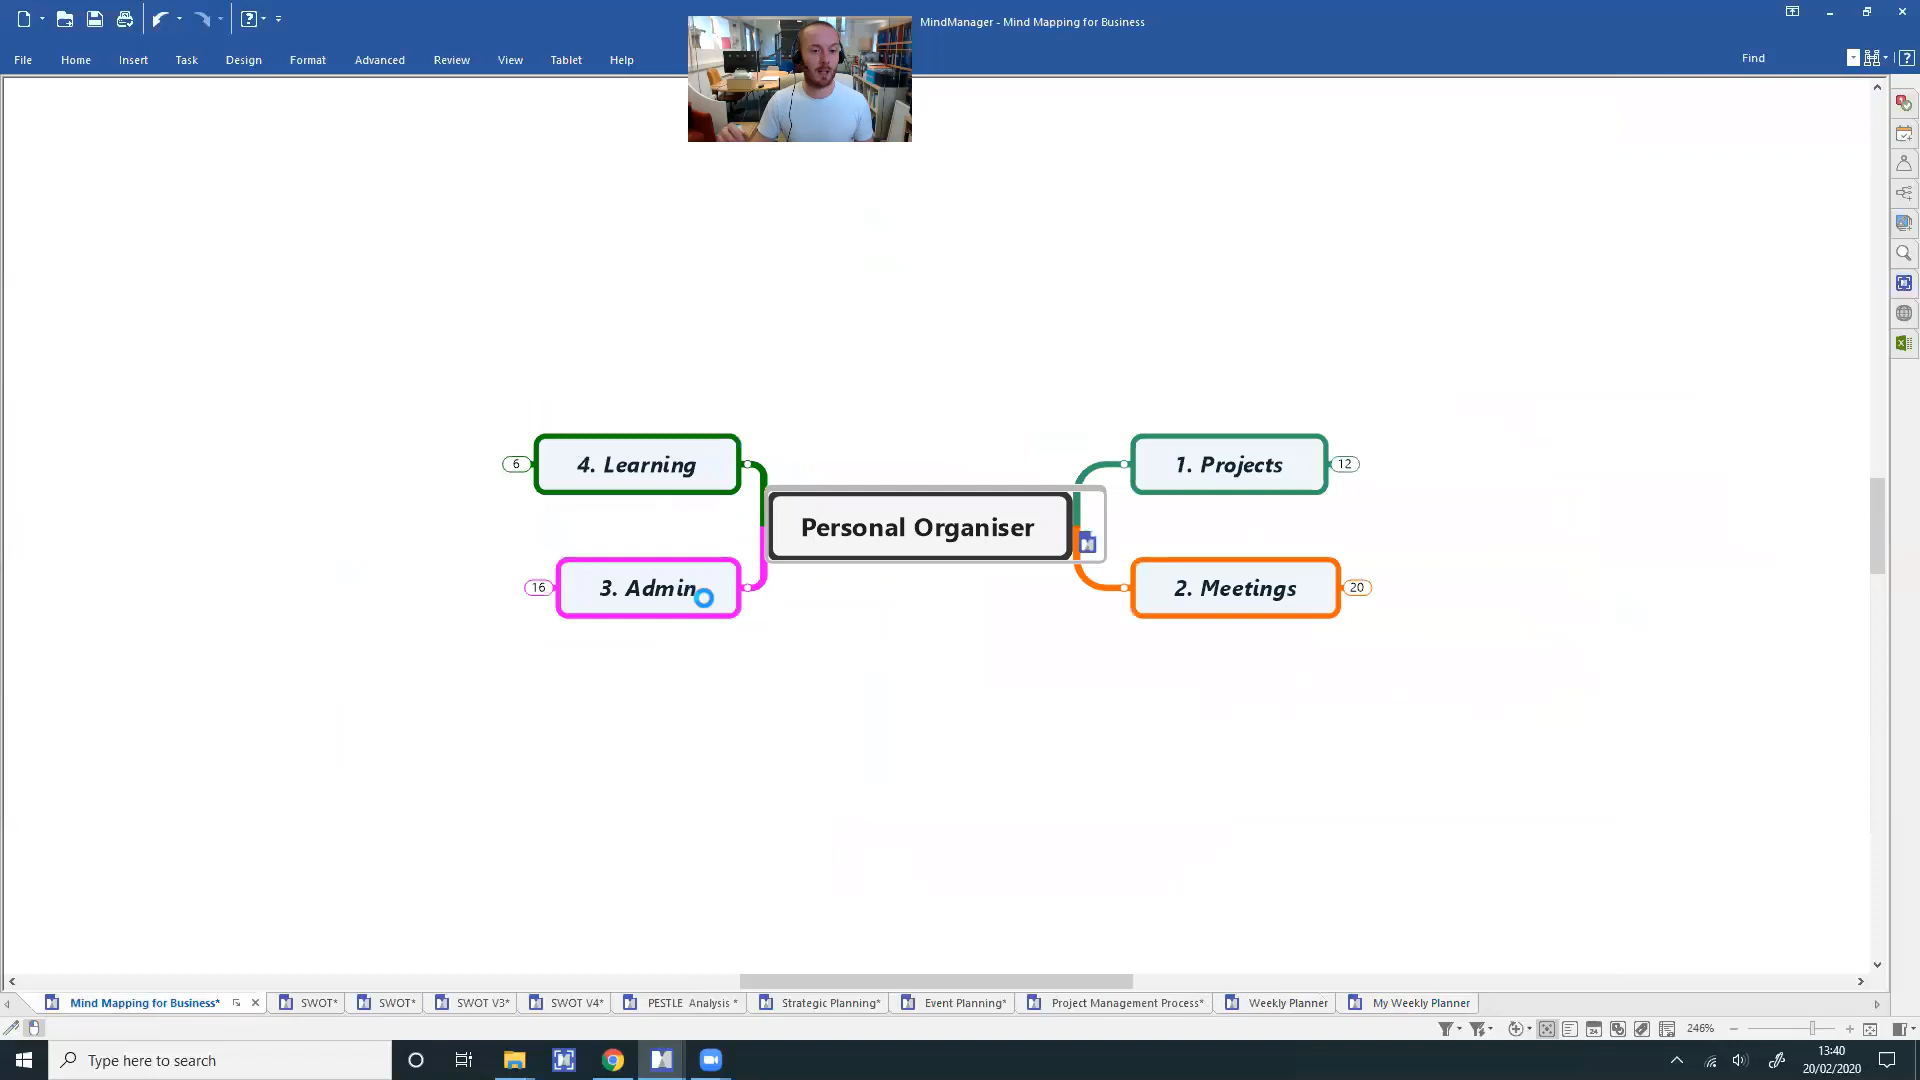 MindManager - Mind Mapping for Business
File Home Insert Task Design Format Advanced Review View Tablet Help Find
4. Learning
6
1. Projects
12
Personal Organiser
3. Admin
16
2. Meetings
20
Mind Mapping for Business* SWOT* SWOT* SWOT V3* SWOT V4* PESTLE Analysis * Strategic Planning* Event Planning* Project Management Process* Weekly Planner My Weekly Planner
246%
Type here to search
13:40
20/02/2020